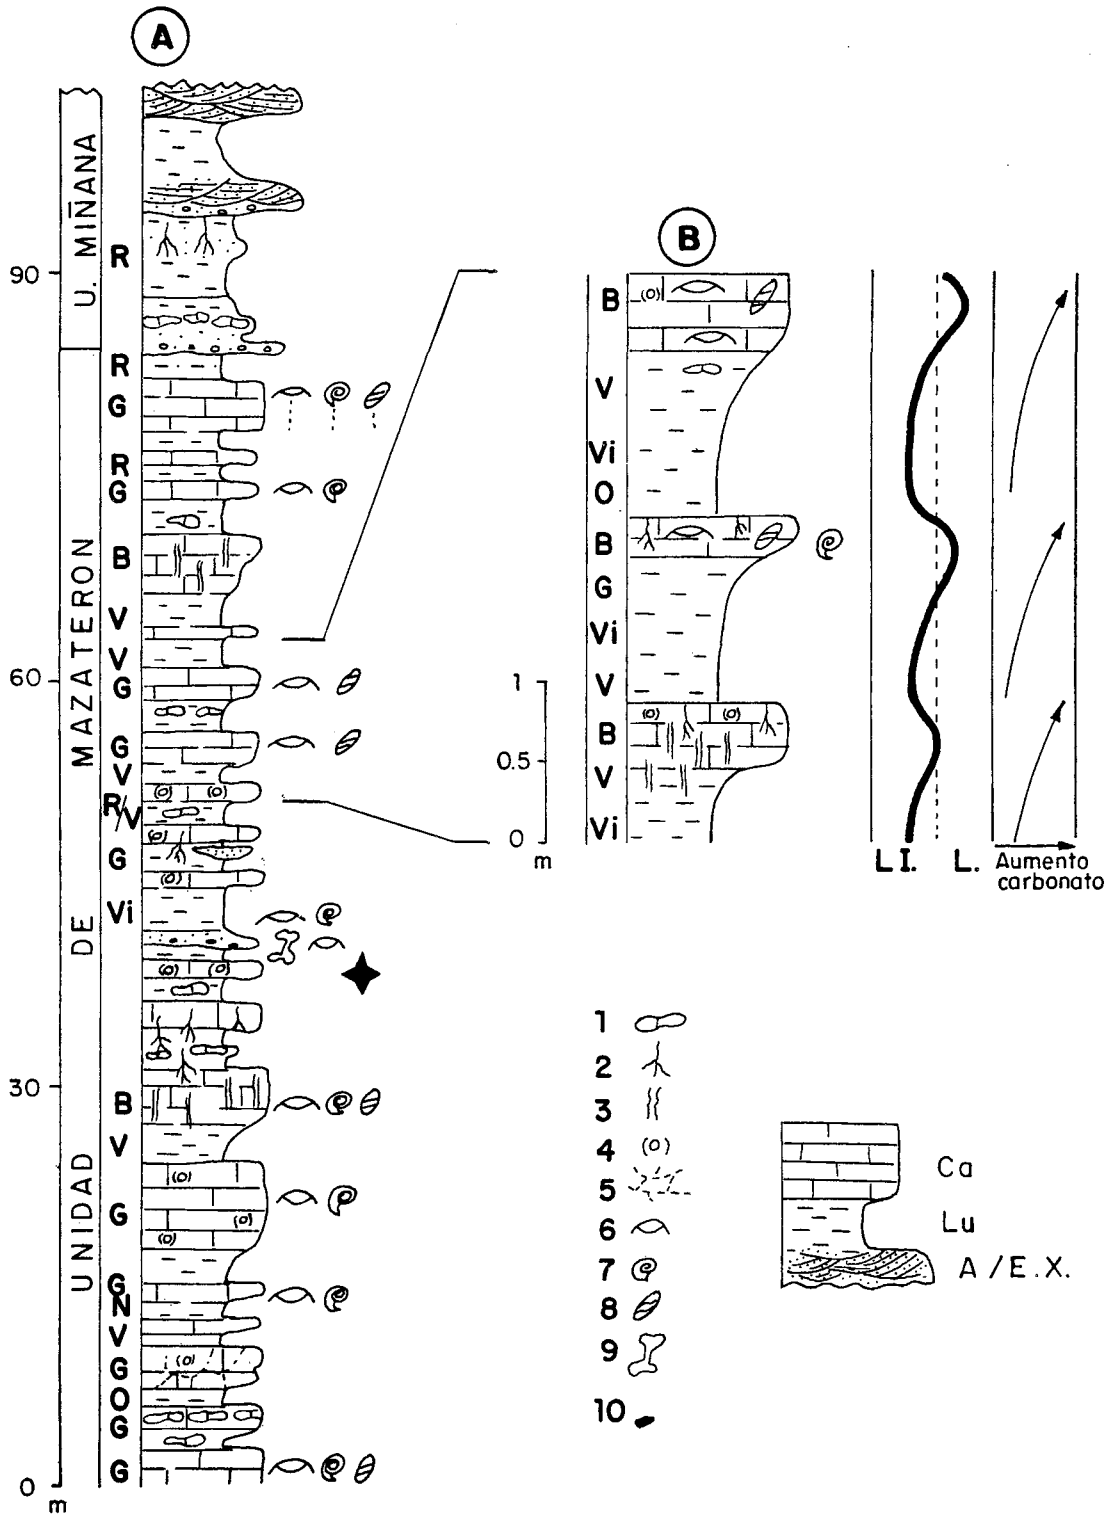 A
U. MIÑANA
UNIDAD DE MAZATERON
90
60
30
0
m
R
R
G
R
G
B
V
V
G
G
V
R/V
G
Vi
B
V
G
G
N
V
G
O
G
G
B
1
0.5
0
m
B
V
Vi
O
B
G
Vi
V
B
V
Vi
L I.
L.
Aumento
carbonato
1
2
3
4
5
6
7
8
9
10
Ca
Lu
A/E.X.